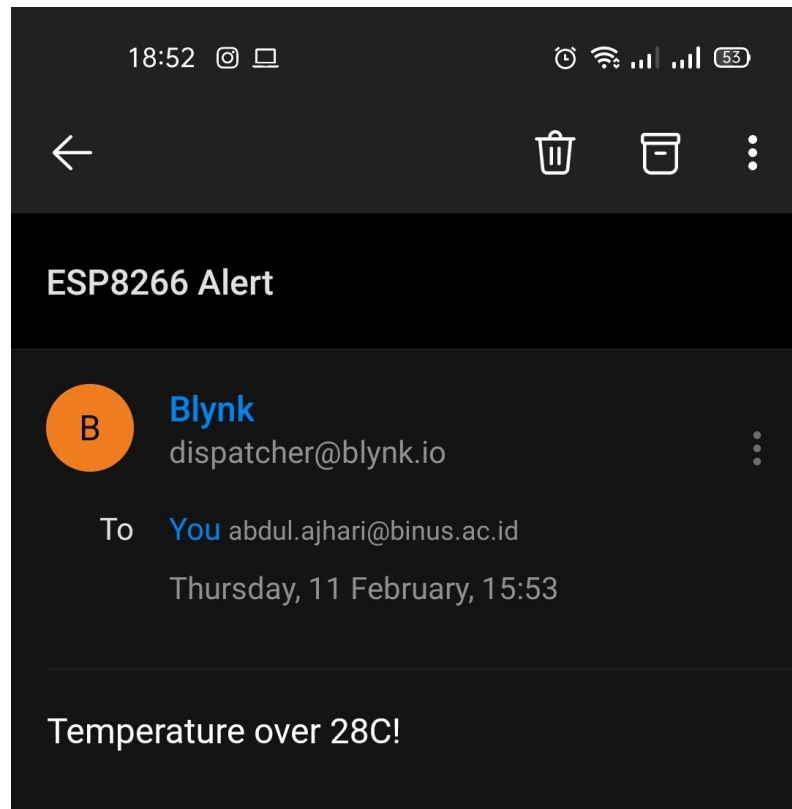 18:52 53
ESP8266 Alert
B
Blynk
dispatcher@blynk.io
To You abdul.ajhari@binus.ac.id
Thursday, 11 February, 15:53
Temperature over 28C!